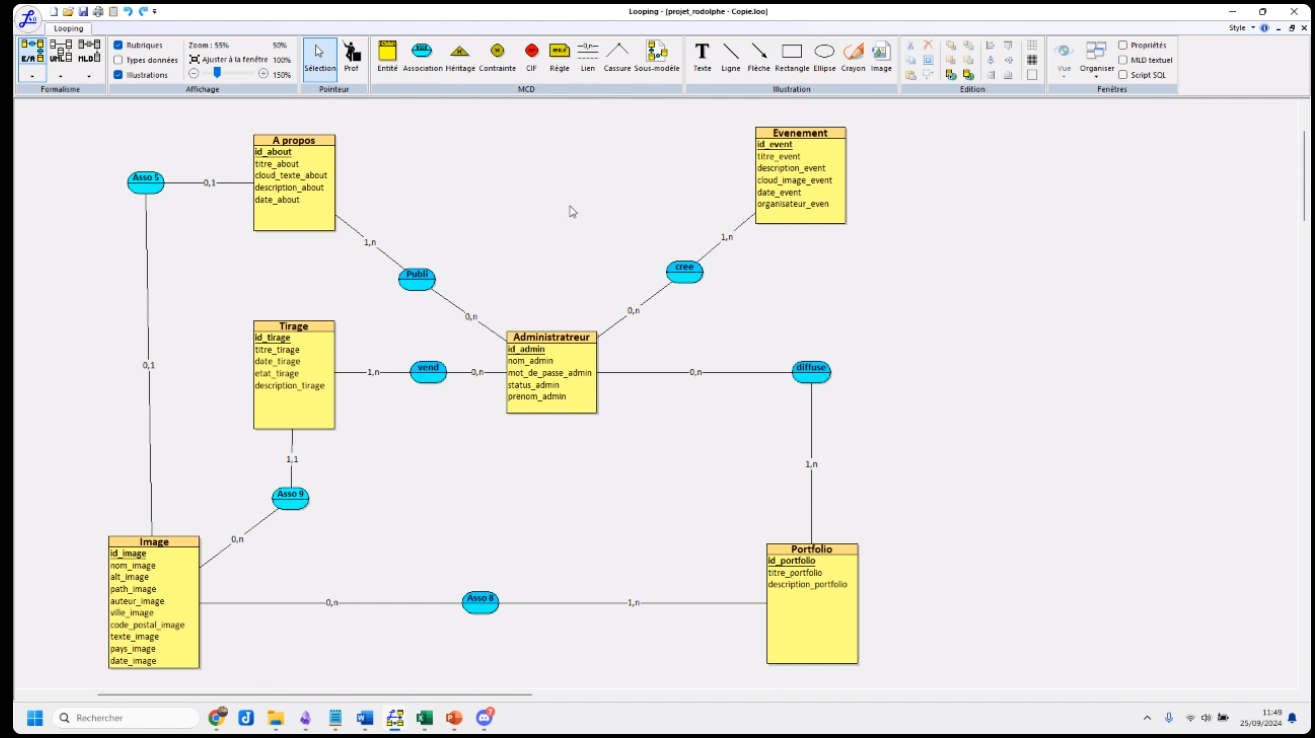 Looping - [projet_rodolphe - Copie.loo]
Looping
Style
Rubriques
Types données
Illustrations
Zoom : 55%
50%
Ajuster à la fenêtre
100%
150%
E/A
UML
MLD
Sélection
Prof
Entité
Association
Héritage
Contrainte
CIF
Règle
Lien
Cassure
Sous-modèle
Texte
Ligne
Flèche
Rectangle
Ellipse
Crayon
Image
Vue
Organiser
Propriétés
MLD textuel
Script SQL
Formalisme
Affichage
Pointeur
MCD
Illustration
Edition
Fenêtres
A propos
id_about
titre_about
cloud_texte_about
description_about
date_about
Evenement
id_event
titre_event
description_event
cloud_image_event
date_event
organisateur_even
Asso 5
0,1
1,n
Publi
0,n
1,n
cree
0,n
Tirage
id_tirage
titre_tirage
date_tirage
etat_tirage
description_tirage
1,n
vend
0,n
Administratreur
id_admin
nom_admin
mot_de_passe_admin
status_admin
prenom_admin
0,n
diffuse
0,1
1,1
1,n
Asso 9
0,n
Image
id_image
nom_image
alt_image
path_image
auteur_image
ville_image
code_postal_image
texte_image
pays_image
date_image
0,n
Asso 8
1,n
Portfolio
id_portfolio
titre_portfolio
description_portfolio
Rechercher
11:49
25/09/2024